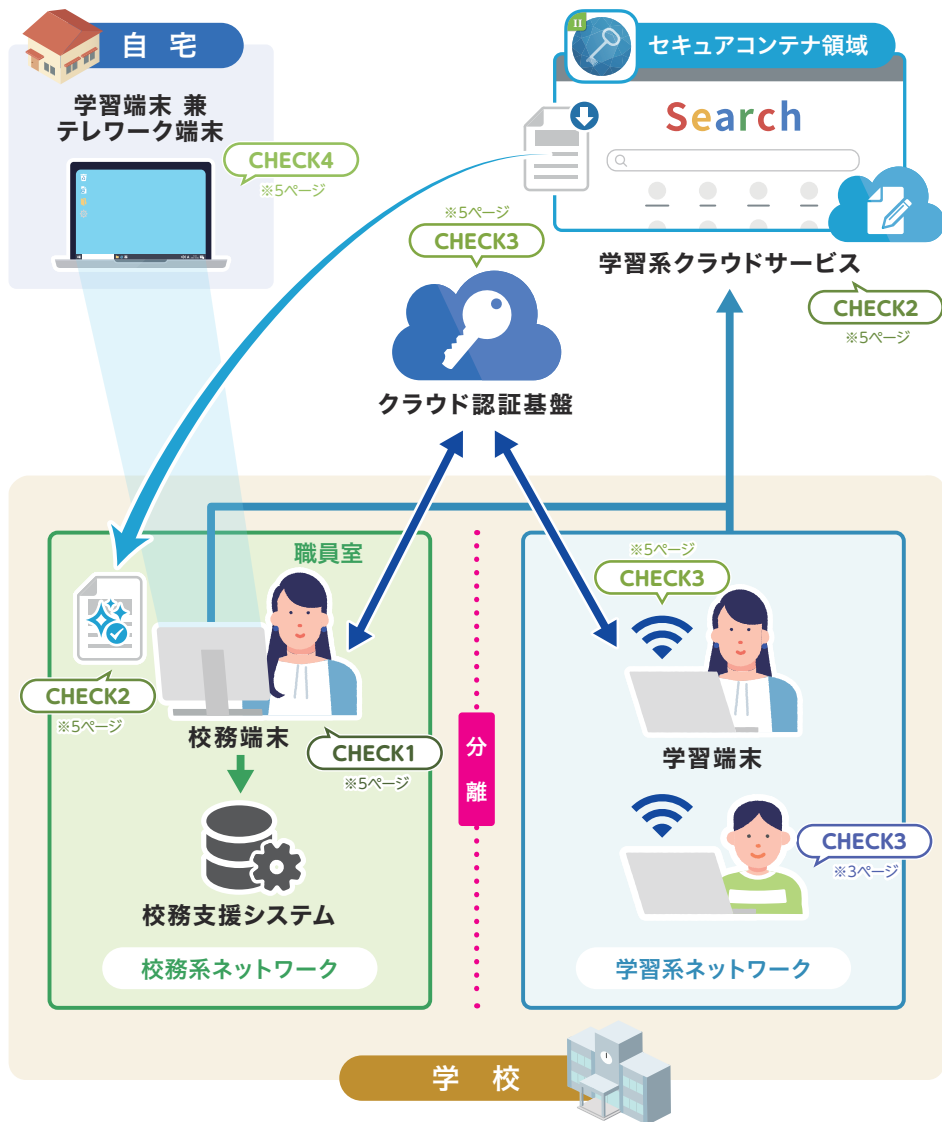 自宅
学習端末 兼
テレワーク端末
CHECK4
※5ページ
II
セキュアコンテナ領域
Search
学習系クラウドサービス
CHECK2
※5ページ
※5ページ
CHECK3
クラウド認証基盤
職員室
CHECK2
※5ページ
校務端末
CHECK1
※5ページ
校務支援システム
校務系ネットワーク
分離
※5ページ
CHECK3
学習端末
CHECK3
※3ページ
学習系ネットワーク
学校